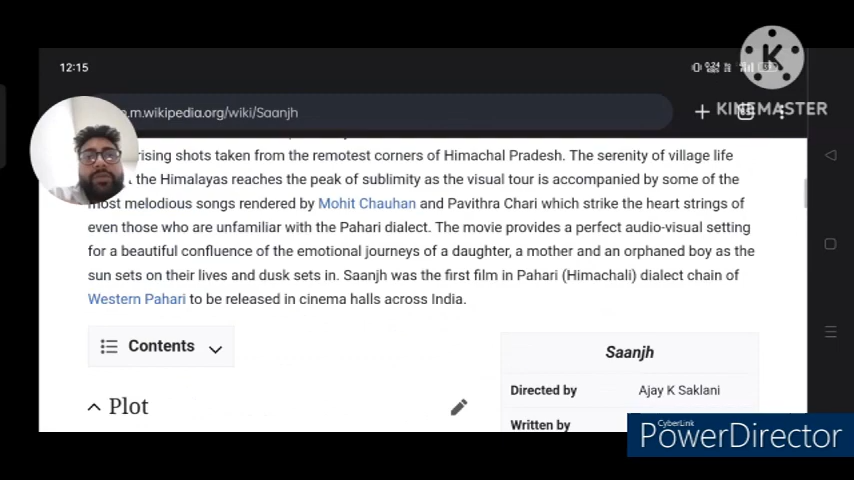 12:15
KINEMASTER
.m.wikipedia.org/wiki/Saanjh
rising shots taken from the remotest corners of Himachal Pradesh. The serenity of village life
the Himalayas reaches the peak of sublimity as the visual tour is accompanied by some of the
most melodious songs rendered by Mohit Chauhan and Pavithra Chari which strike the heart strings of
even those who are unfamiliar with the Pahari dialect. The movie provides a perfect audio-visual setting
for a beautiful confluence of the emotional journeys of a daughter, a mother and an orphaned boy as the
sun sets on their lives and dusk sets in. Saanjh was the first film in Pahari (Himachali) dialect chain of
Western Pahari to be released in cinema halls across India.
Contents
Saanjh
Directed by Ajay K Saklani
Plot
Written by
CyberLink
PowerDirector